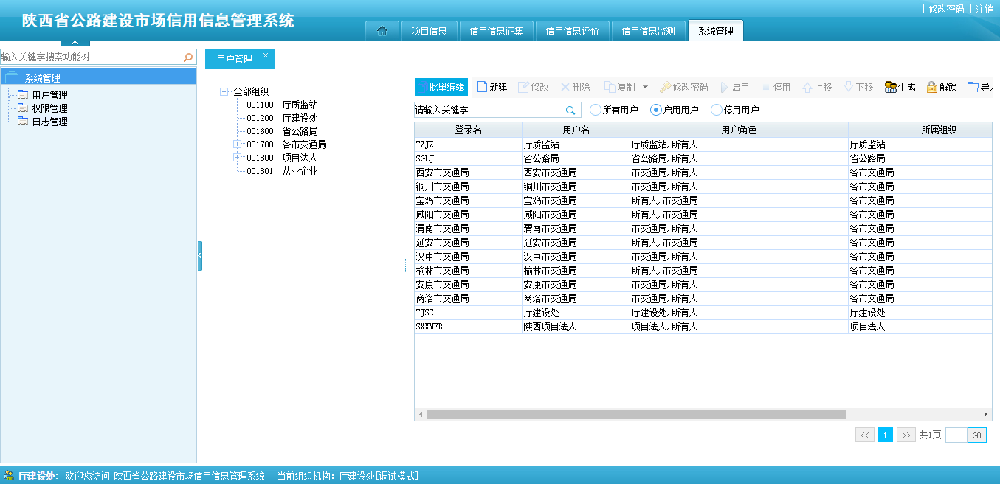 修改密码 | 注销
陕西省公路建设市场信用信息管理系统
项目信息 信用信息征集 信用信息评价 信用信息监测 系统管理
输入关键字搜索功能树
系统管理
用户管理
权限管理
日志管理
用户管理 ×
全部组织
001100 厅质监站
001200 厅建设处
001600 省公路局
001700 各市交通局
001800 项目法人
001801 从业企业
批里编辑 新建 修改 删除 复制 修改密码 启用 停用 上移 下移 生成 解锁 导入
请输入关键字 所有用户 启用用户 停用用户
登录名 用户名 用户角色 所属组织
TZJZ 厅质监站 厅质监站,所有人 厅质监站
SGLJ 省公路局 省公路局,所有人 省公路局
西安市交通局 西安市交通局 市交通局,所有人 各市交通局
铜川市交通局 铜川市交通局 市交通局,所有人 各市交通局
宝鸡市交通局 宝鸡市交通局 所有人,市交通局 各市交通局
咸阳市交通局 咸阳市交通局 所有人,市交通局 各市交通局
渭南市交通局 渭南市交通局 市交通局,所有人 各市交通局
延安市交通局 延安市交通局 所有人,市交通局 各市交通局
汉中市交通局 汉中市交通局 市交通局,所有人 各市交通局
榆林市交通局 榆林市交通局 所有人,市交通局 各市交通局
安康市交通局 安康市交通局 市交通局,所有人 各市交通局
商洛市交通局 商洛市交通局 市交通局,所有人 各市交通局
TJSC 厅建设处 厅建设处,所有人 厅建设处
SXXMFR 陕西项目法人 项目法人,所有人 项目法人
<< 1 >> 共1页 GO
厅建设处: 欢迎您访问 陕西省公路建设市场信用信息管理系统 当前组织机构: 厅建设处[调试模式]